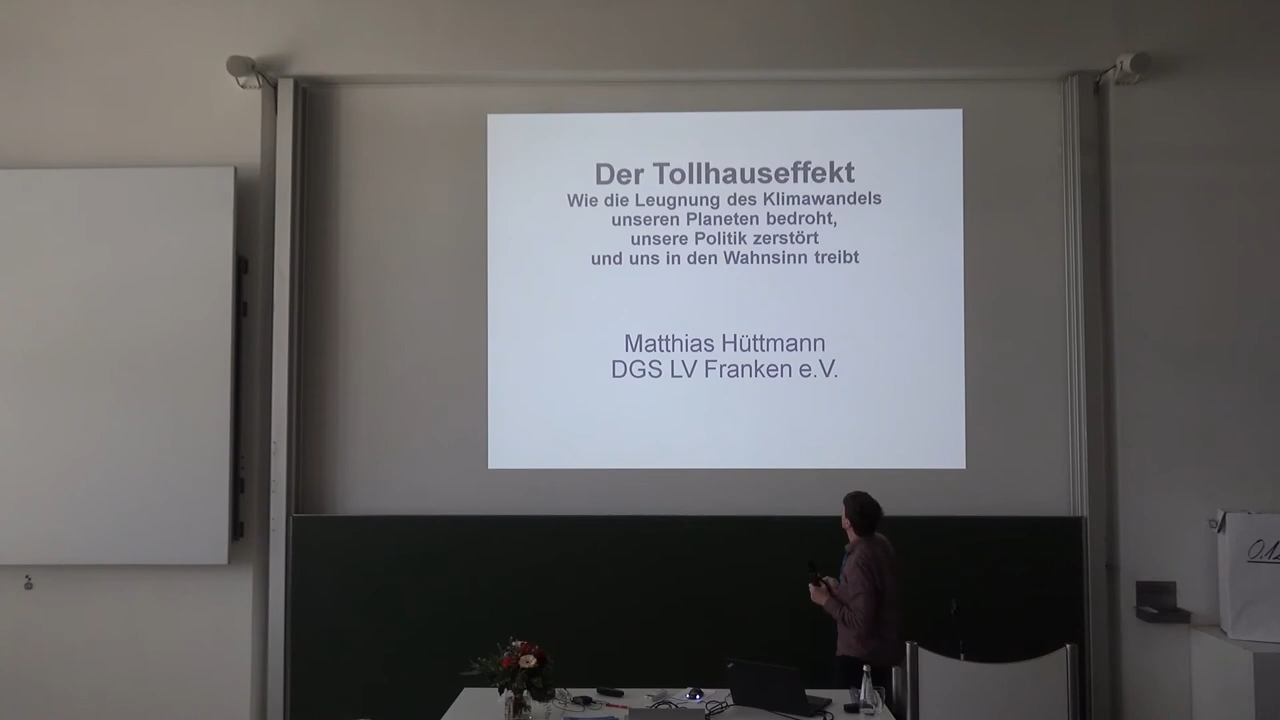 Der Tollhauseffekt
Wie die Leugnung des Klimawandels
unseren Planeten bedroht,
unsere Politik zerstört
und uns in den Wahnsinn treibt
Matthias Hüttmann
DGS LV Franken e.V.